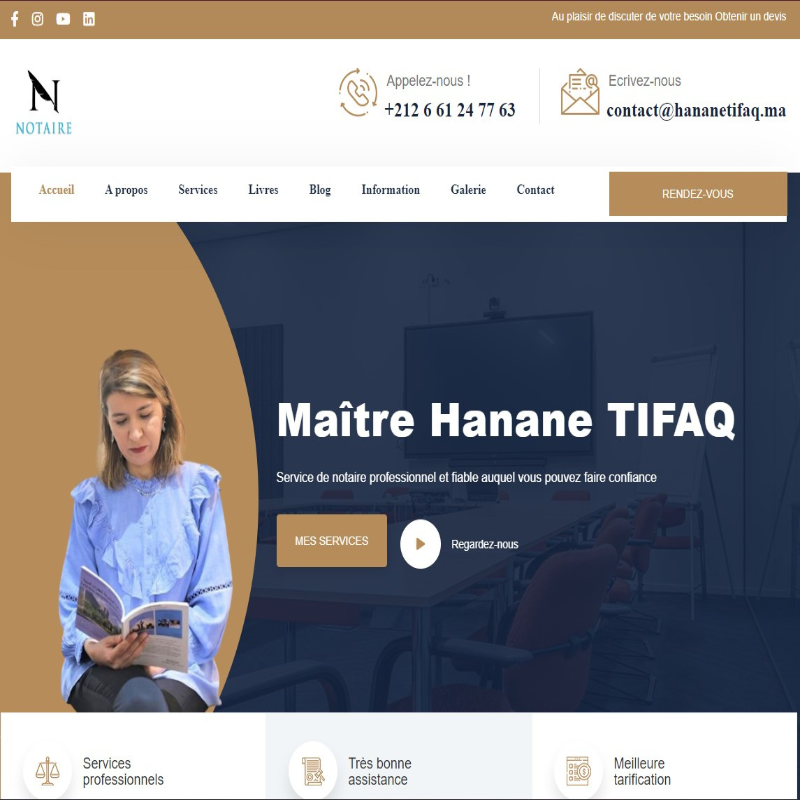 Au plaisir de discuter de votre besoin Obtenir un devis
N
NOTAIRE
Appelez-nous !
+212 6 61 24 77 63
Ecrivez-nous
contact@hananetifaq.ma
Accueil
A propos
Services
Livres
Blog
Information
Galerie
Contact
RENDEZ-VOUS
Maître Hanane TIFAQ
Service de notaire professionnel et fiable auquel vous pouvez faire confiance
MES SERVICES
Regardez-nous
Services
professionnels
Très bonne
assistance
Meilleure
tarification